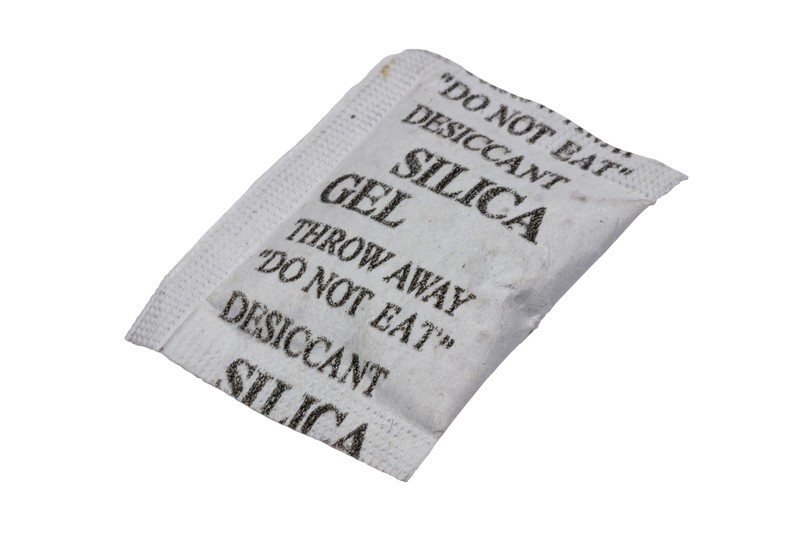 "DO NOT EAT"
DESICCANT
SILICA
GEL
THROW AWAY
"DO NOT EAT"
DESICCANT
SILICA